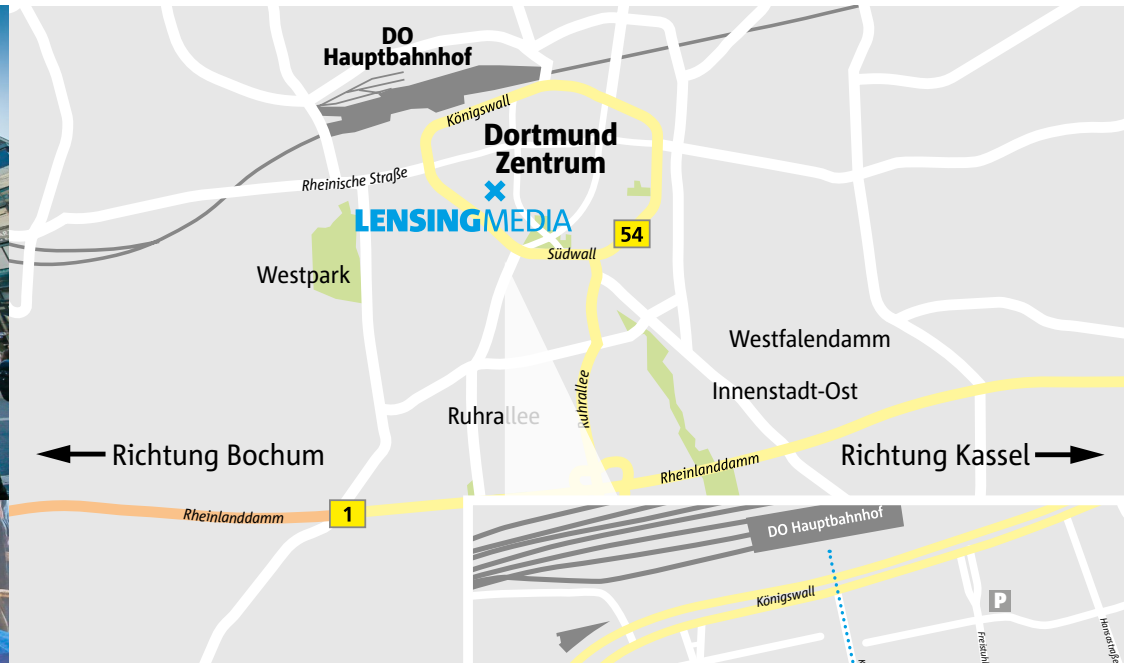 DO
Hauptbahnhof
Königswall
Dortmund
Zentrum
Rheinische Straße
LENSINGMEDIA
54
Südwall
Westpark
Westfalendamm
Innenstadt-Ost
Ruhrallee
Ruhrallee
Richtung Bochum
Richtung Kassel
Rheinlanddamm
Rheinlanddamm
1
DO Hauptbahnhof
Königswall
P
Hansastraße